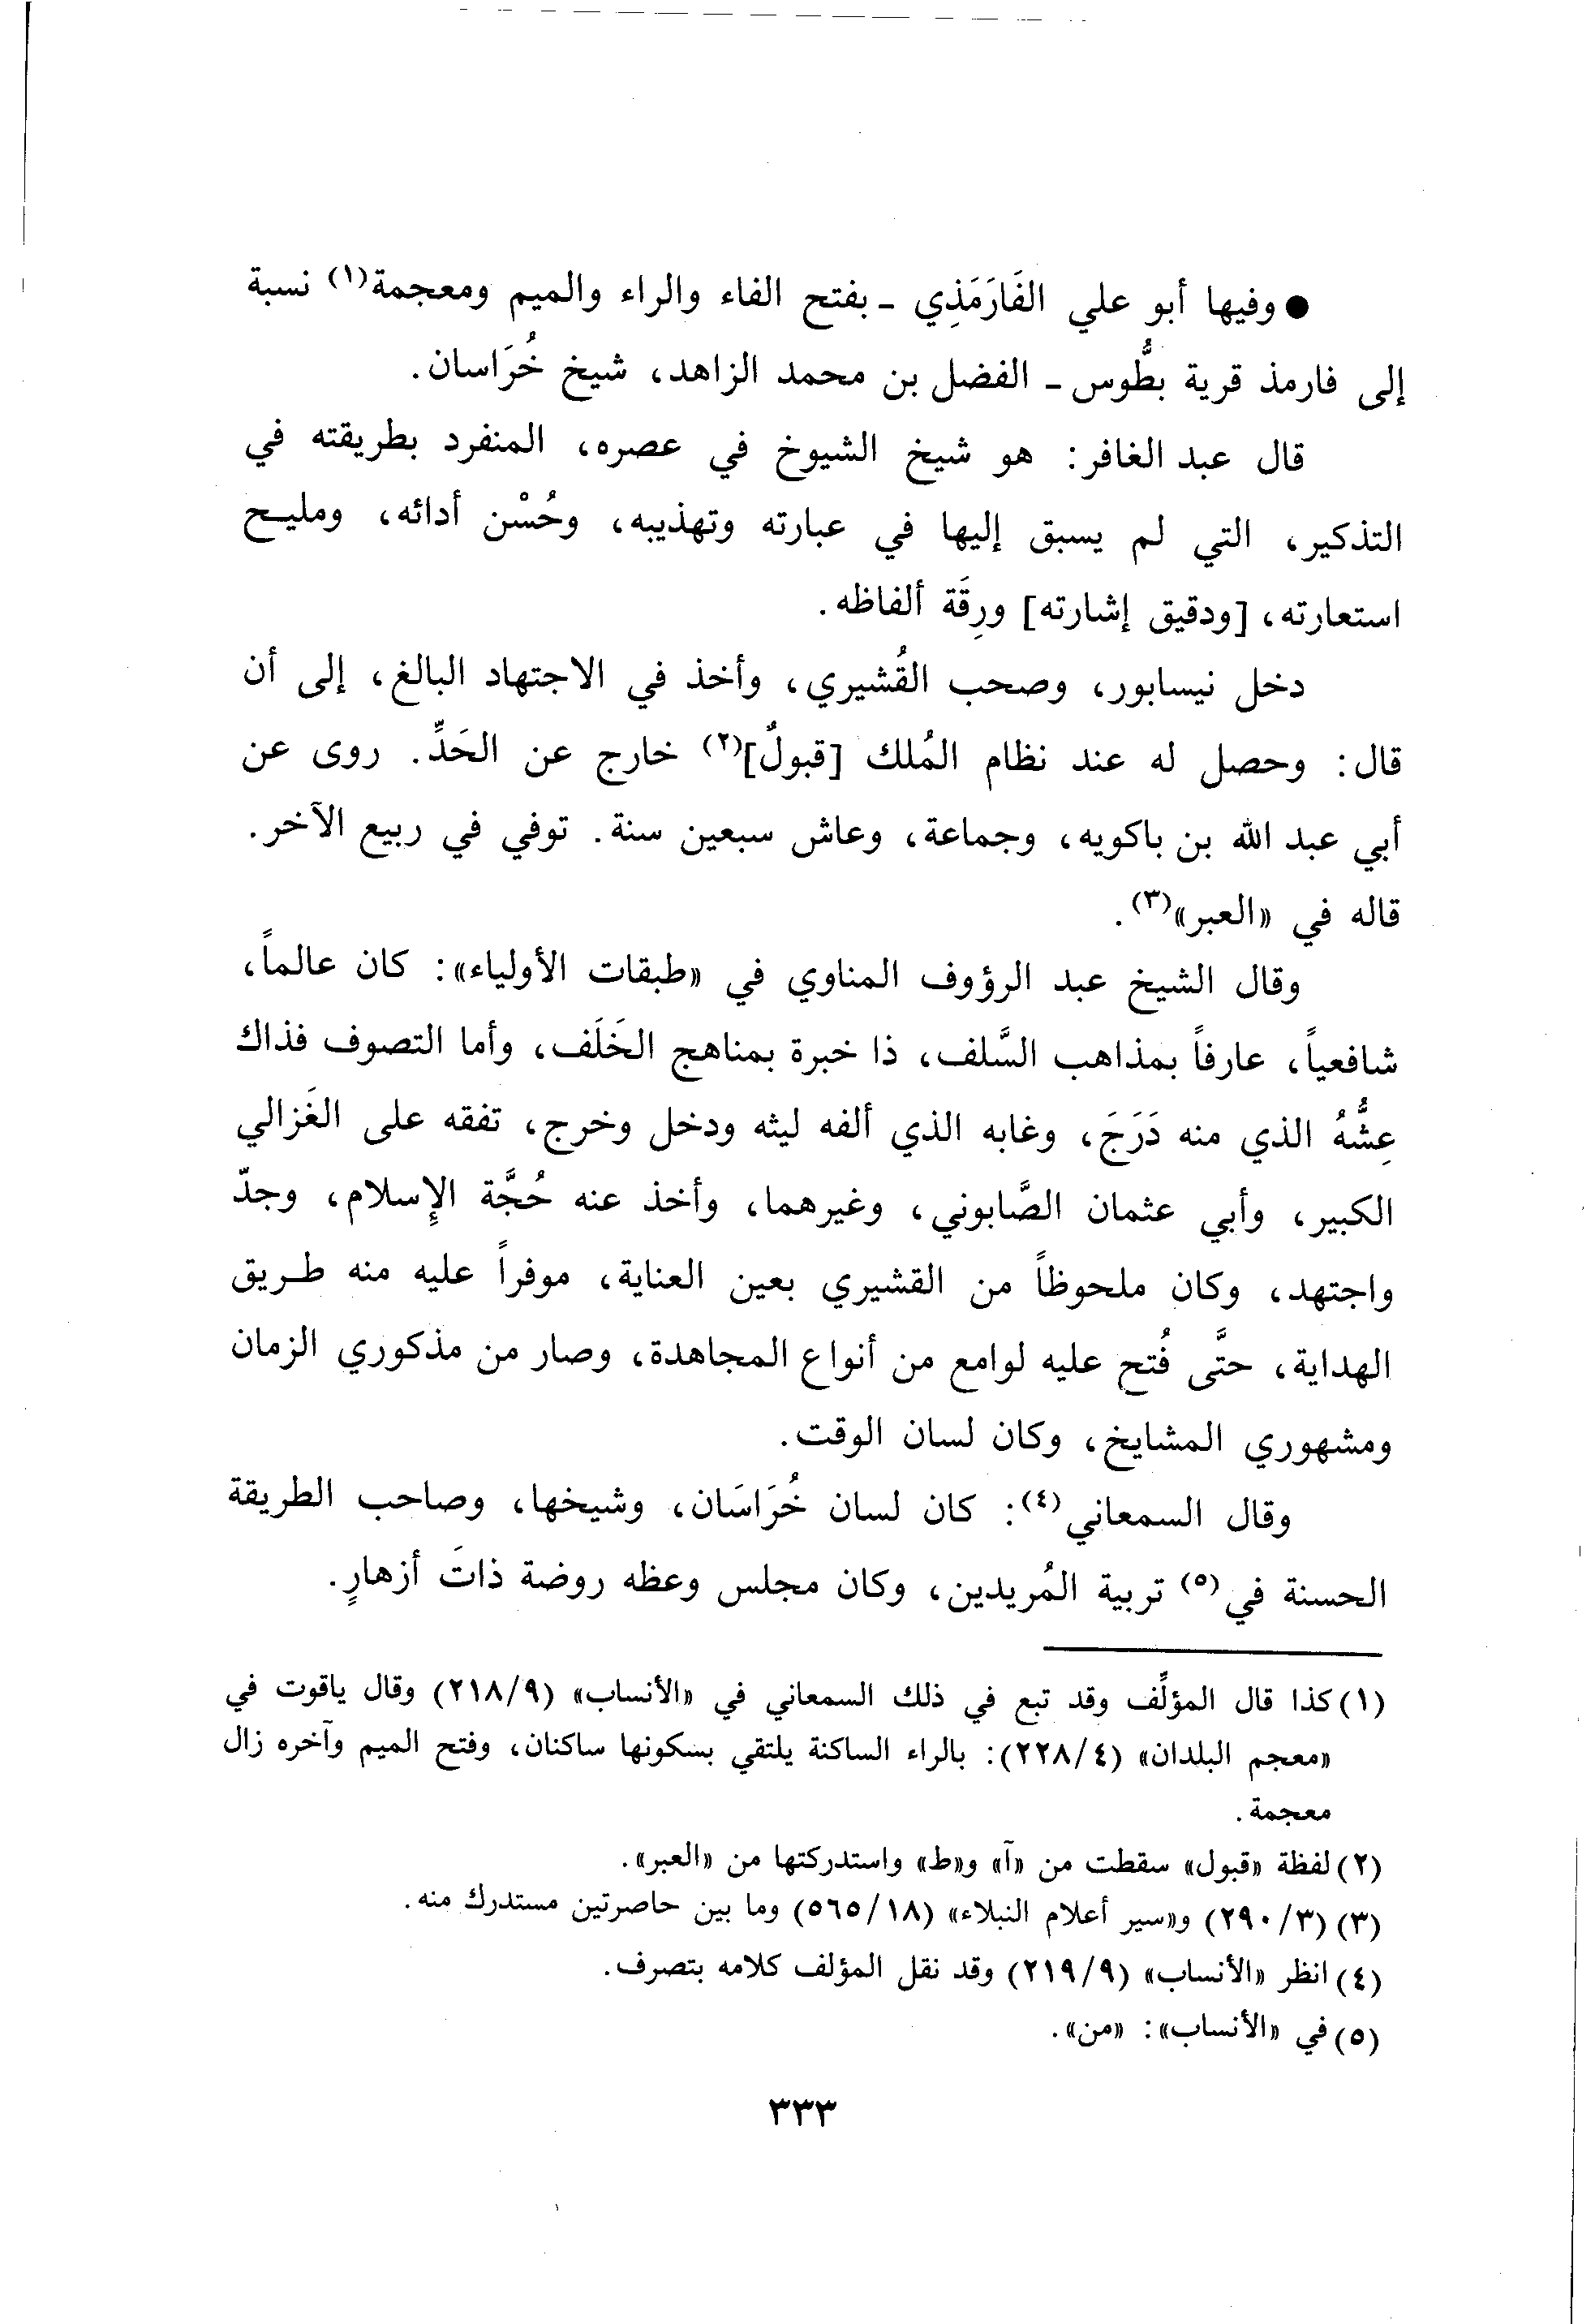 ● وفيها أبو علي الفَارَمَذِي ـ بفتح الفاء والراء والميم ومعجمة(١) نسبة
إلى فارمذ قرية بطُّوس ـ الفضل بن محمد الزاهد، شيخ خُرَاسان.
قال عبد الغافر: هو شيخ الشيوخ في عصره، المنفرد بطريقته في
التذكير، التي لم يسبق إليها في عبارته وتهذيبه، وحُسْن أدائه، ومليح
استعارته، [ودقيق إشارته] ورِقَة ألفاظه.
دخل نيسابور، وصحب القُشيري، وأخذ في الاجتهاد البالغ، إلى أن
قال: وحصل له عند نظام المُلك [قبولٌ](٢) خارج عن الحَدِّ. روى عن
أبي عبد الله بن باكويه، وجماعة، وعاش سبعين سنة. توفي في ربيع الآخر.
قاله في «العبر»(٣).
وقال الشيخ عبد الرؤوف المناوي في «طبقات الأولياء»: كان عالماً،
شافعياً، عارفاً بمذاهب السَّلف، ذا خبرة بمناهج الخَلَف، وأما التصوف فذاك
عِشُّهُ الذي منه دَرَجَ، وغابه الذي ألفه ليثه ودخل وخرج، تفقه على الغَزالي
الكبير، وأبي عثمان الصَّابوني، وغيرهما، وأخذ عنه حُجَّة الإِسلام، وجدّ
واجتهد، وكان ملحوظاً من القشيري بعين العناية، موفراً عليه منه طريق
الهداية، حتَّى فُتح عليه لوامع من أنواع المجاهدة، وصار من مذكوري الزمان
ومشهوري المشايخ، وكان لسان الوقت.
وقال السمعاني(٤): كان لسان خُرَاسَان، وشيخها، وصاحب الطريقة
الحسنة في(٥) تربية المُريدين، وكان مجلس وعظه روضة ذاتَ أزهارٍ.
(١) كذا قال المؤلِّف وقد تبع في ذلك السمعاني في «الأنساب» (٢١٨/٩) وقال ياقوت في
«معجم البلدان» (٢٢٨/٤): بالراء الساكنة يلتقي بسكونها ساكنان، وفتح الميم وآخره زال
معجمة.
(٢) لفظة «قبول» سقطت من «آ» و«ط» واستدركتها من «العبر».
(٣) (٢٩٠/٣) و«سير أعلام النبلاء» (٥٦٥/١٨) وما بين حاصرتين مستدرك منه.
(٤) انظر «الأنساب» (٢١٩/٩) وقد نقل المؤلف كلامه بتصرف.
(٥) في «الأنساب»: «من».
٣٣٣